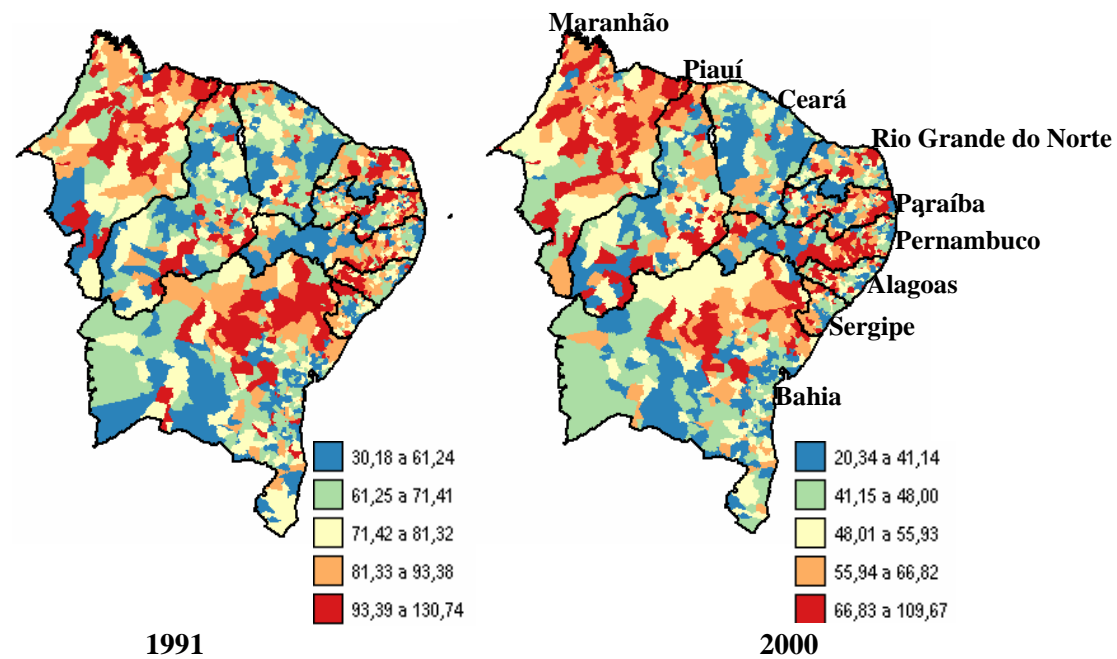 Maranhão
Piauí
Ceará
Rio Grande do Norte
Paraíba
Pernambuco
Alagoas
Sergipe
Bahia
30,18 a 61,24
61,25 a 71,41
71,42 a 81,32
81,33 a 93,38
93,39 a 130,74
20,34 a 41,14
41,15 a 48,00
48,01 a 55,93
55,94 a 66,82
66,83 a 109,67
1991
2000